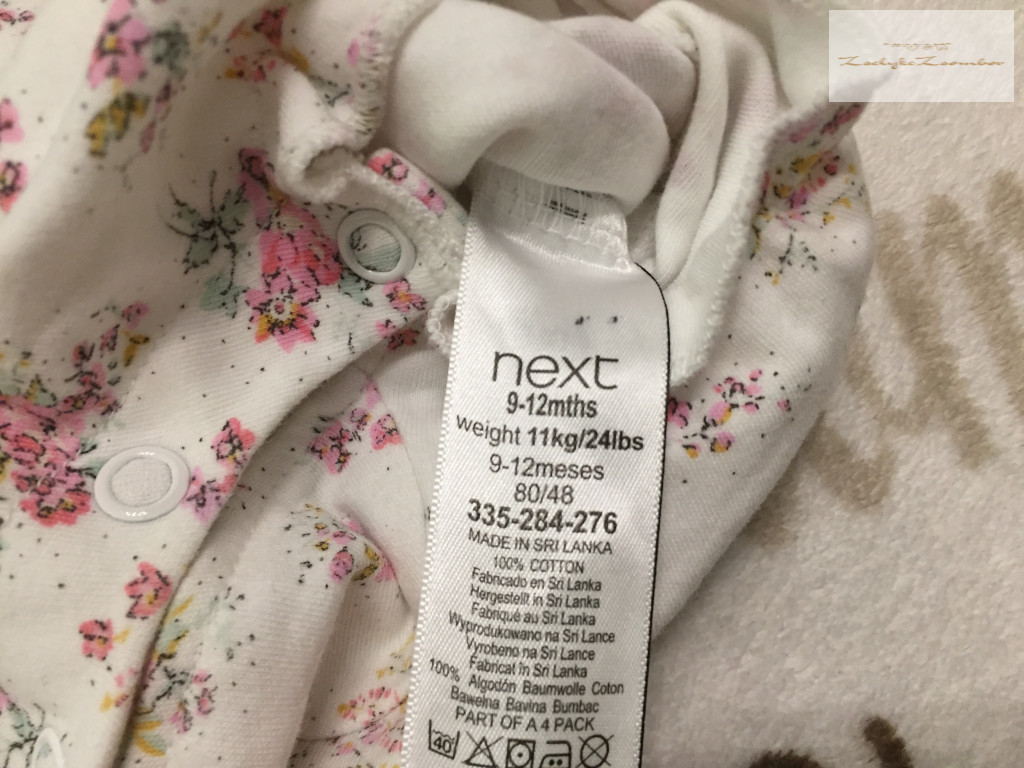 next
9-12mths
weight 11kg/24lbs
9-12meses
80/48
335-284-276
MADE IN SRI LANKA
100% COTTON
Fabricado en Sri Lanka
Hergestellt in Sri Lanka
Fabriqué au Sri Lanka
Wyprodukowano na Sri Lance
Vyrobeno na Sri Lance
Fabricat în Sri Lanka
100% Algodón Baumwolle Coton
Bawełna Bavlna Bumbac
PART OF A 4 PACK
40